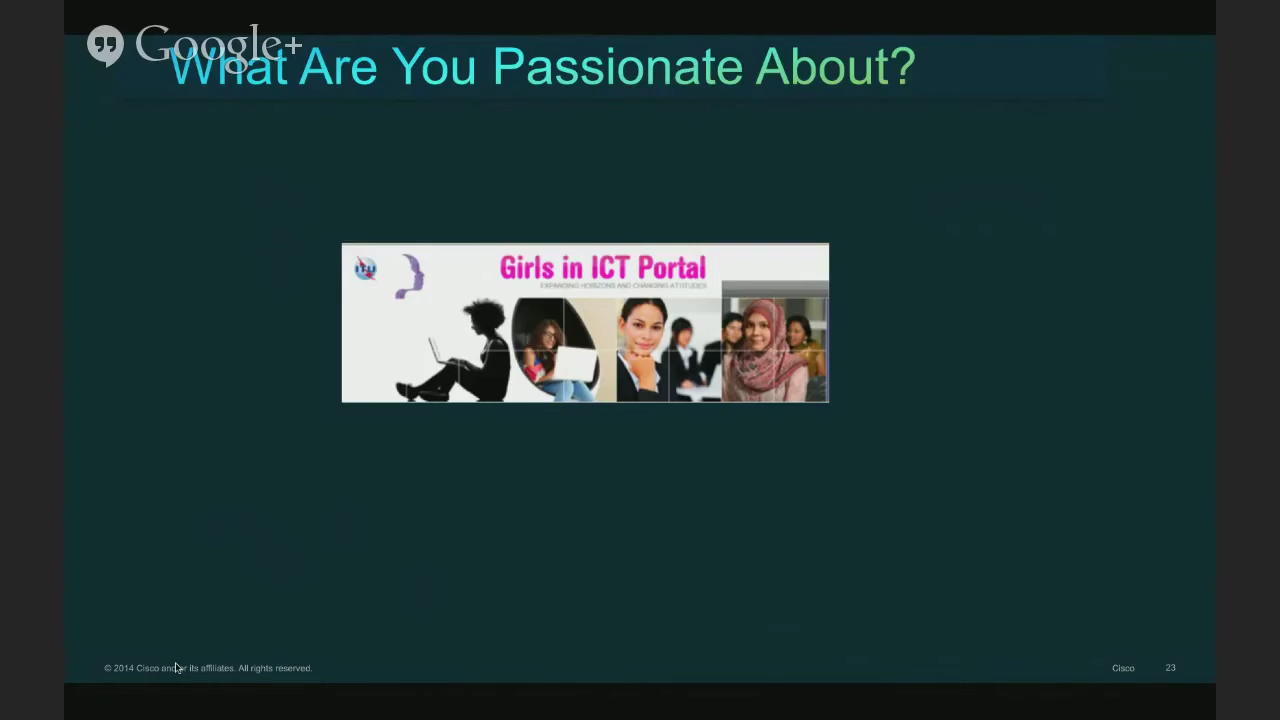 Google+
What Are You Passionate About?
ITU
Girls in ICT Portal
EXPANDING HORIZONS AND CHANGING ATTITUDES
© 2014 Cisco and/or its affiliates. All rights reserved.
Cisco
23